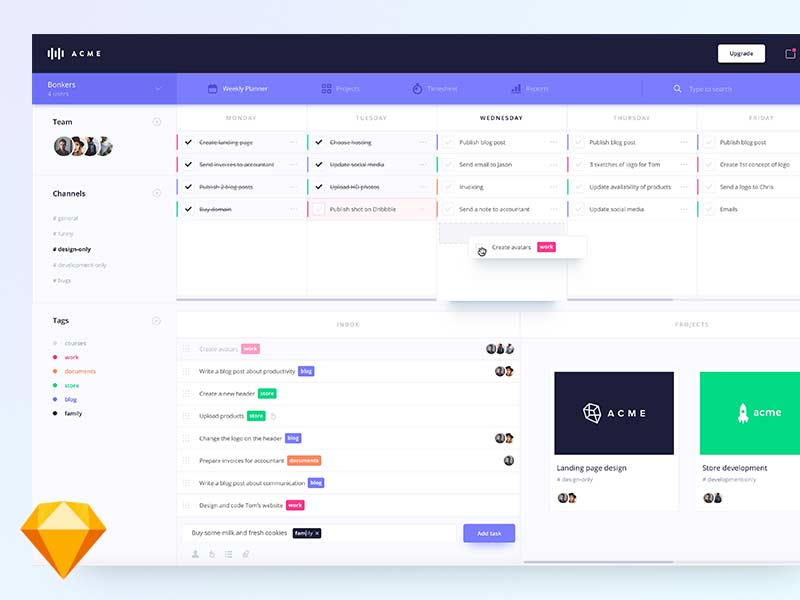 ACME
Upgrade
Bonkers
4 users
Weekly Planner
Projects
Timesheet
Reports
Type to search
Team
Channels
# general
# funny
# design-only
# development-only
# bugs
Tags
courses
work
documents
store
blog
family
MONDAY
TUESDAY
WEDNESDAY
THURSDAY
FRIDAY
Create landing page
Choose hosting
Publish blog post
Publish blog post
Publish blog post
Send invoices to accountant
Update social media
Send email to Jason
3 sketches of logo for Tom
Create 1st concept of logo
Publish 2 blog posts
Upload HD photos
Invoicing
Update availability of products
Send a logo to Chris
Buy domain
Publish shot on Dribbble
Send a note to accountant
Update social media
Emails
Create avatars work
INBOX
Create avatars work
Write a blog post about productivity blog
Create a new header store
Upload products store
Change the logo on the header blog
Prepare invoices for accountant documents
Write a blog post about communication blog
Design and code Tom's website work
Buy some milk and fresh cookies family ×
Add task
PROJECTS
ACME
Landing page design
# design-only
acme
Store development
# development-only